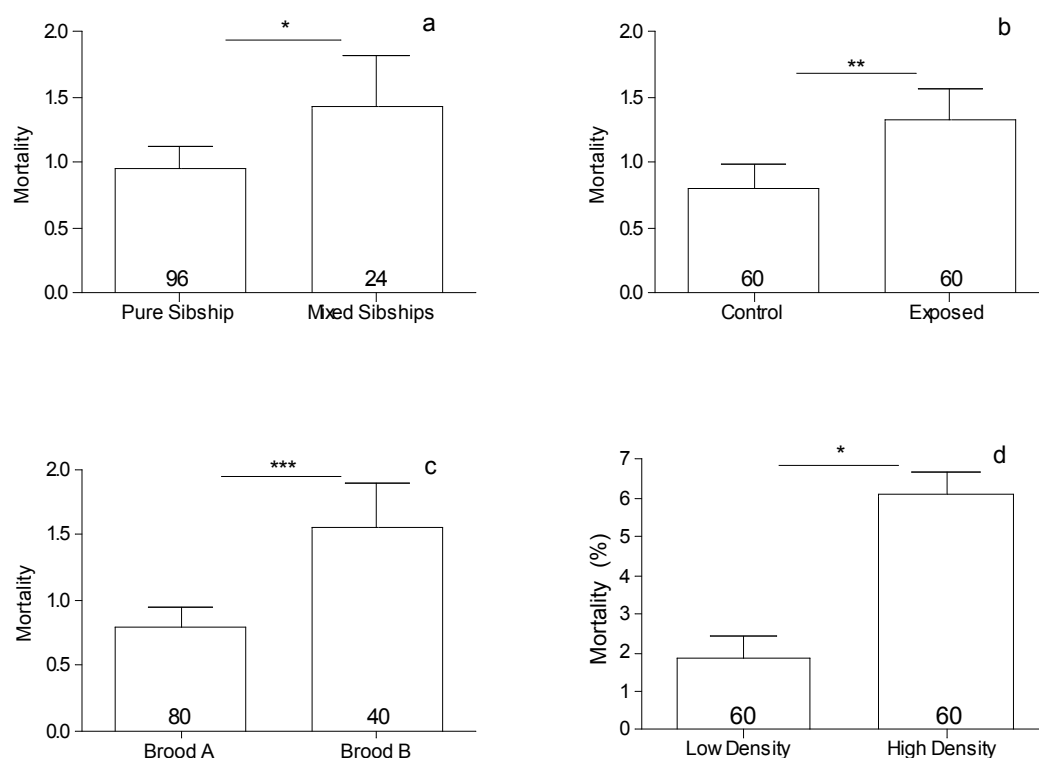 a
*
2.0
1.5
1.0
0.5
0.0
Mortality
96
24
Pure Sibship
Mixed Sibships
b
**
2.0
1.5
1.0
0.5
0.0
Mortality
60
60
Control
Exposed
c
***
2.0
1.5
1.0
0.5
0.0
Mortality
80
40
Brood A
Brood B
d
*
7
6
5
4
3
2
1
0
Mortality (%)
60
60
Low Density
High Density